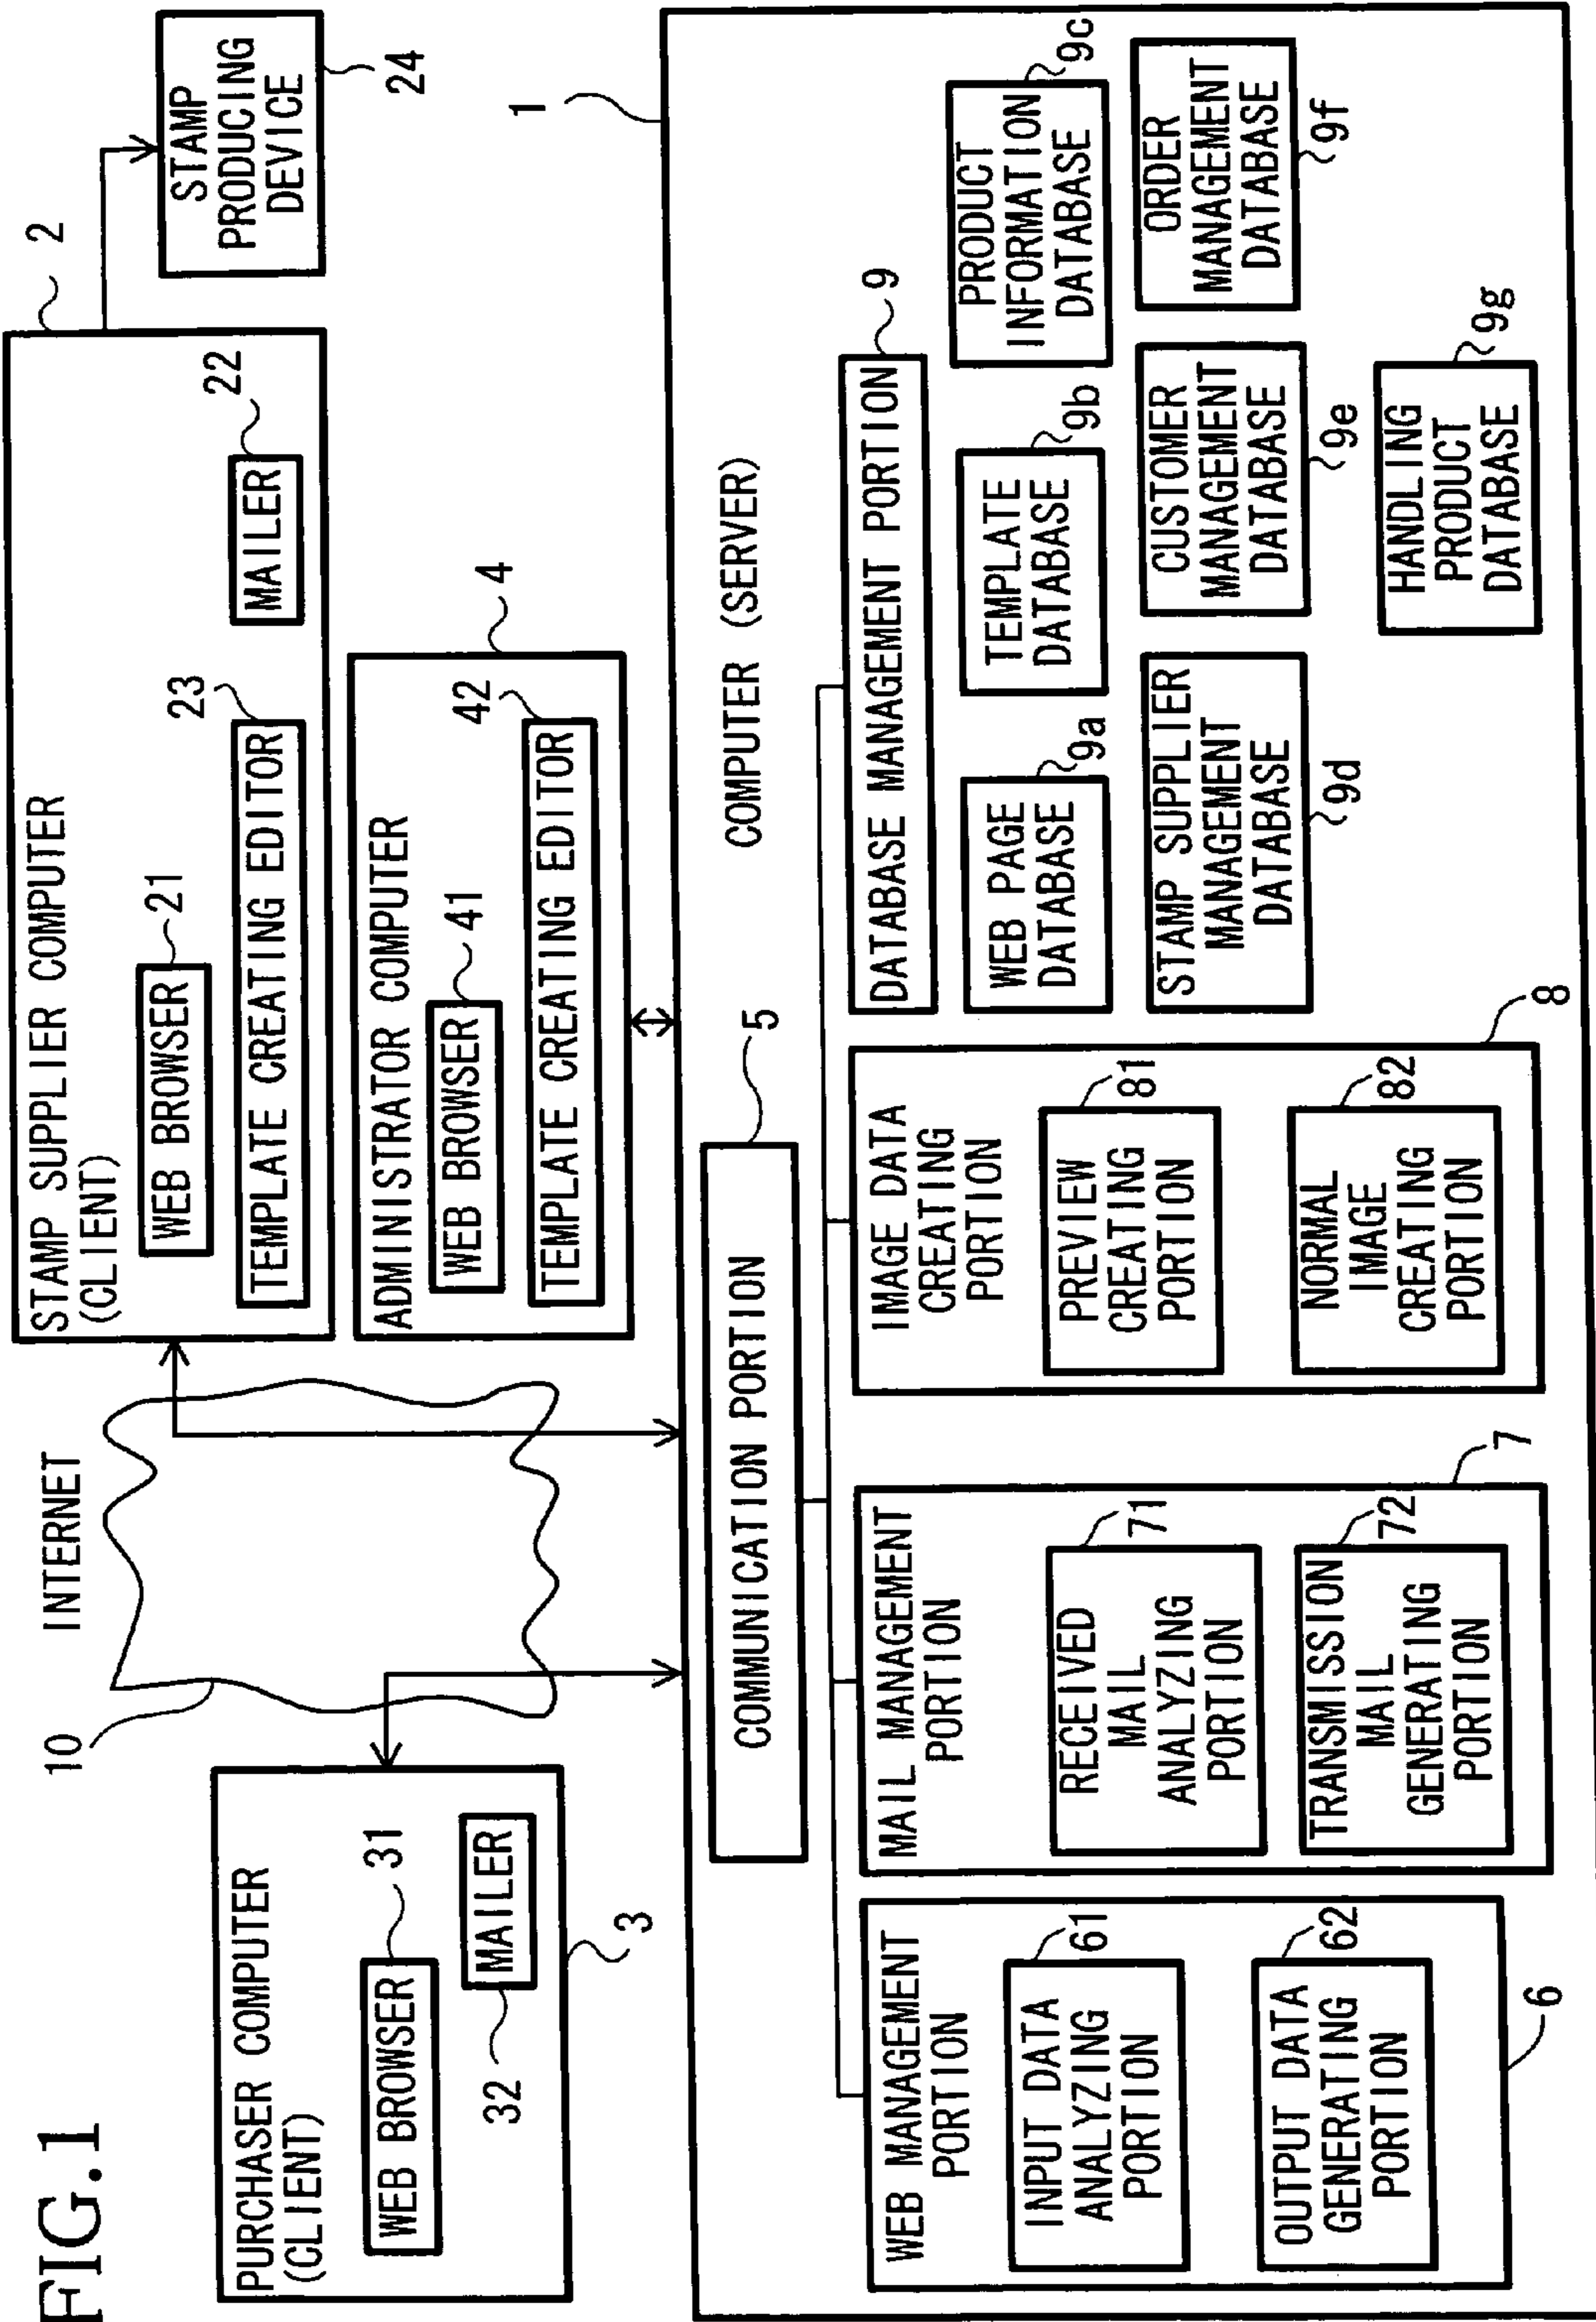 FIG.1
PURCHASER COMPUTER
(CLIENT)
WEB BROWSER
31
MAILER
32
3
INTERNET
10
STAMP SUPPLIER COMPUTER
(CLIENT)
2
WEB BROWSER
21
TEMPLATE CREATING EDITOR
23
MAILER
22
STAMP
PRODUCING
DEVICE
24
ADMINISTRATOR COMPUTER
4
WEB BROWSER
41
TEMPLATE CREATING EDITOR
42
COMPUTER (SERVER)
1
COMMUNICATION PORTION
5
WEB MANAGEMENT
PORTION
INPUT DATA
ANALYZING
PORTION
61
OUTPUT DATA
GENERATING
PORTION
62
6
MAIL MANAGEMENT
PORTION
RECEIVED
MAIL
ANALYZING
PORTION
71
TRANSMISSION
MAIL
GENERATING
PORTION
72
7
IMAGE DATA
CREATING
PORTION
PREVIEW
CREATING
PORTION
81
NORMAL
IMAGE
CREATING
PORTION
82
8
DATABASE MANAGEMENT PORTION
9
WEB PAGE
DATABASE
9a
TEMPLATE
DATABASE
9b
PRODUCT
INFORMATION
DATABASE
9c
STAMP SUPPLIER
MANAGEMENT
DATABASE
9d
CUSTOMER
MANAGEMENT
DATABASE
9e
ORDER
MANAGEMENT
DATABASE
9f
HANDLING
PRODUCT
DATABASE
9g